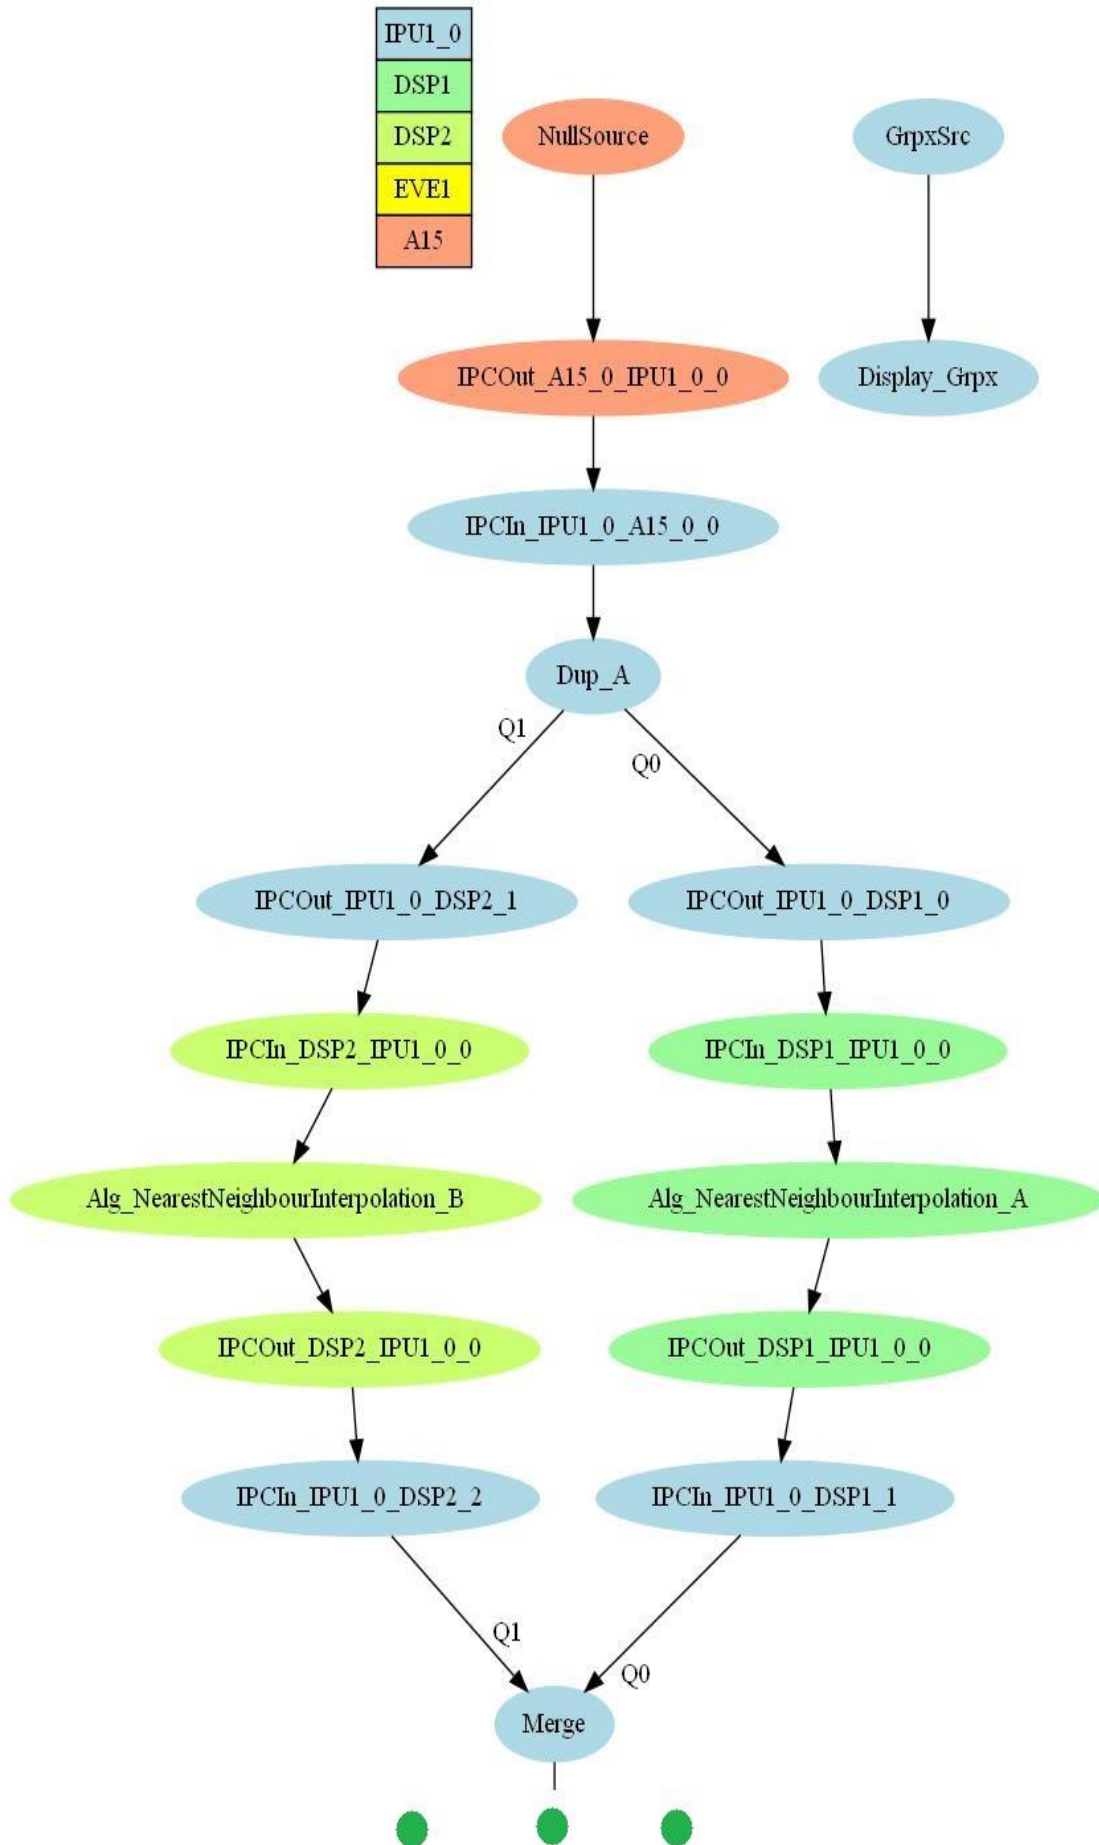 IPU1_0
DSP1
DSP2
EVE1
A15
NullSource
GrpxSrc
IPCOut_A15_0_IPU1_0_0
Display_Grpx
IPCIn_IPU1_0_A15_0_0
Dup_A
Q1
Q0
IPCOut_IPU1_0_DSP2_1
IPCOut_IPU1_0_DSP1_0
IPCIn_DSP2_IPU1_0_0
IPCIn_DSP1_IPU1_0_0
Alg_NearestNeighbourInterpolation_B
Alg_NearestNeighbourInterpolation_A
IPCOut_DSP2_IPU1_0_0
IPCOut_DSP1_IPU1_0_0
IPCIn_IPU1_0_DSP2_2
IPCIn_IPU1_0_DSP1_1
Q1
Q0
Merge